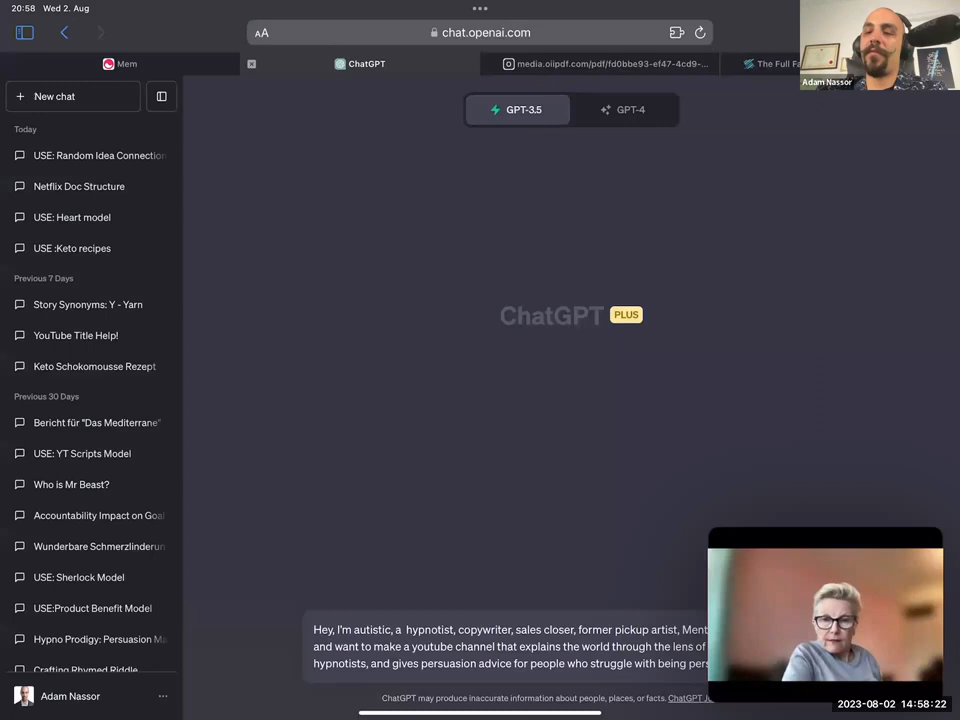 20:58 Wed 2. Aug
AA
chat.openai.com
Mem
ChatGPT
media.oiipdf.com/pdf/fd0bbe93-ef47-4cd9-...
The Full Fa
Adam Nassor
New chat
GPT-3.5
GPT-4
Today
USE: Random Idea Connection
Netflix Doc Structure
USE: Heart model
USE :Keto recipes
Previous 7 Days
Story Synonyms: Y - Yarn
YouTube Title Help!
Keto Schokomousse Rezept
Previous 30 Days
Bericht für "Das Mediterrane"
USE: YT Scripts Model
Who is Mr Beast?
Accountability Impact on Goal
Wunderbare Schmerzlinderun
USE: Sherlock Model
USE:Product Benefit Model
Hypno Prodigy: Persuasion Ma
Crafting Rhymed Riddle
Adam Nassor
ChatGPT PLUS
Hey, I'm autistic, a hypnotist, copywriter, sales closer, former pickup artist, Ment
and want to make a youtube channel that explains the world through the lens of
hypnotists, and gives persuasion advice for people who struggle with being pers
ChatGPT may produce inaccurate information about people, places, or facts. ChatGPT J
2023-08-02 14:58:22